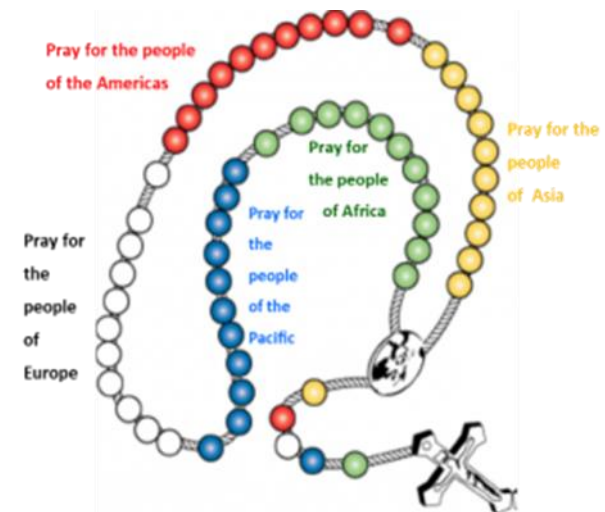 Pray for the people
of the Americas
Pray for the
people
of Asia
Pray for
the people
of Africa
Pray for
the
people
of the
Pacific
Pray for
the
people
of
Europe